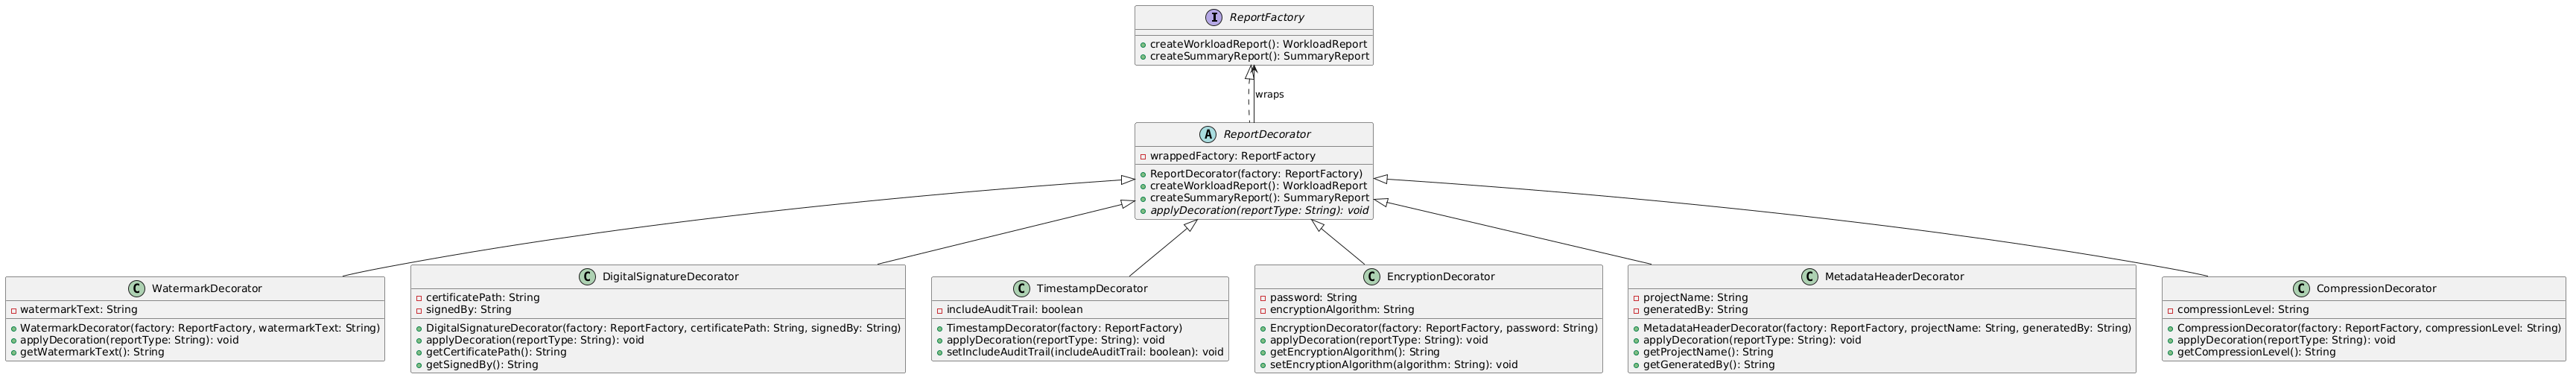 I ReportFactory
createWorkloadReport(): WorkloadReport
createSummaryReport(): SummaryReport
wraps
A ReportDecorator
wrappedFactory: ReportFactory
ReportDecorator(factory: ReportFactory)
createWorkloadReport(): WorkloadReport
createSummaryReport(): SummaryReport
applyDecoration(reportType: String): void
C WatermarkDecorator
watermarkText: String
WatermarkDecorator(factory: ReportFactory, watermarkText: String)
applyDecoration(reportType: String): void
getWatermarkText(): String
C DigitalSignatureDecorator
certificatePath: String
signedBy: String
DigitalSignatureDecorator(factory: ReportFactory, certificatePath: String, signedBy: String)
applyDecoration(reportType: String): void
getCertificatePath(): String
getSignedBy(): String
C TimestampDecorator
includeAuditTrail: boolean
TimestampDecorator(factory: ReportFactory)
applyDecoration(reportType: String): void
setIncludeAuditTrail(includeAuditTrail: boolean): void
C EncryptionDecorator
password: String
encryptionAlgorithm: String
EncryptionDecorator(factory: ReportFactory, password: String)
applyDecoration(reportType: String): void
getEncryptionAlgorithm(): String
setEncryptionAlgorithm(algorithm: String): void
C MetadataHeaderDecorator
projectName: String
generatedBy: String
MetadataHeaderDecorator(factory: ReportFactory, projectName: String, generatedBy: String)
applyDecoration(reportType: String): void
getProjectName(): String
getGeneratedBy(): String
C CompressionDecorator
compressionLevel: String
CompressionDecorator(factory: ReportFactory, compressionLevel: String)
applyDecoration(reportType: String): void
getCompressionLevel(): String